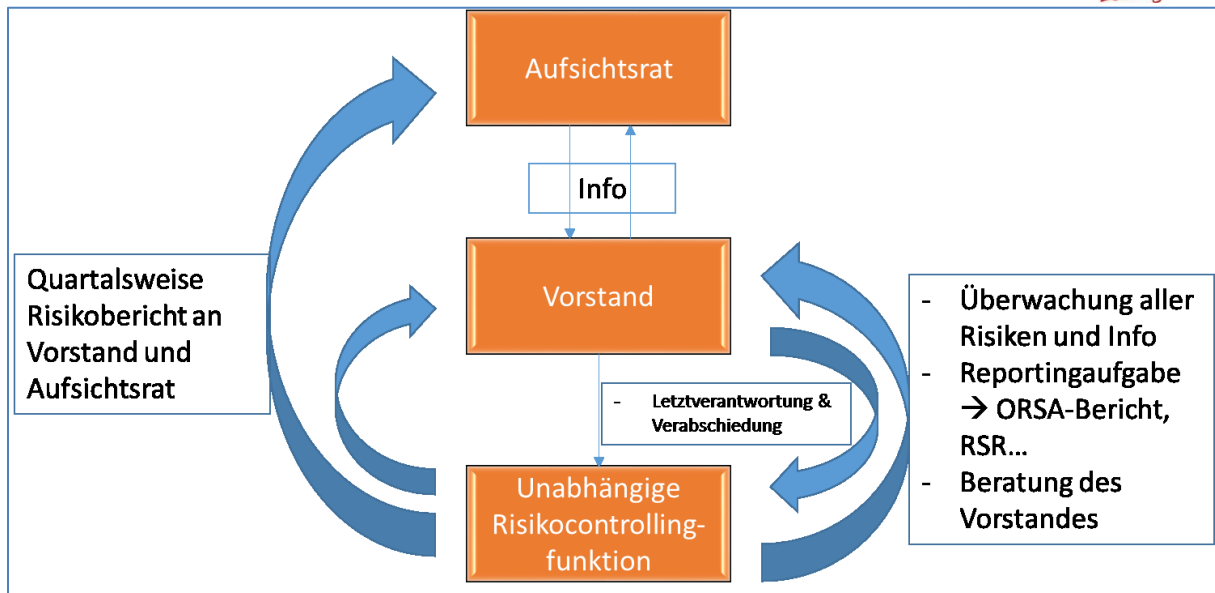 Aufsichtsrat
Info
Quartalsweise
Risikobericht an
Vorstand und
Aufsichtsrat
Vorstand
- Überwachung aller
Risiken und Info
- Reportingaufgabe
→ ORSA-Bericht,
RSR...
- Beratung des
Vorstandes
- Letztverantwortung &
Verabschiedung
Unabhängige
Risikocontrolling-
funktion